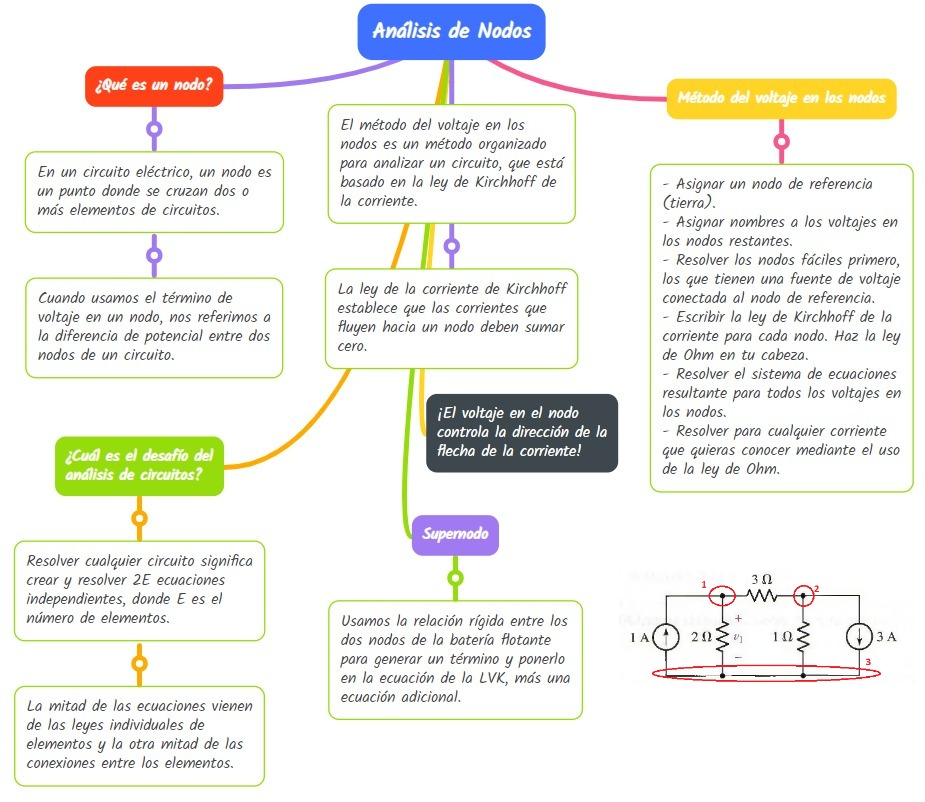 Análisis de Nodos
¿Qué es un nodo?
En un circuito eléctrico, un nodo es
un punto donde se cruzan dos o
más elementos de circuitos.
Cuando usamos el término de
voltaje en un nodo, nos referimos a
la diferencia de potencial entre dos
nodos de un circuito.
El método del voltaje en los
nodos es un método organizado
para analizar un circuito, que está
basado en la ley de Kirchhoff de
la corriente.
La ley de la corriente de Kirchhoff
establece que las corrientes que
fluyen hacia un nodo deben sumar
cero.
¡El voltaje en el nodo
controla la dirección de la
flecha de la corriente!
Método del voltaje en los nodos
- Asignar un nodo de referencia
(tierra).
- Asignar nombres a los voltajes en
los nodos restantes.
- Resolver los nodos fáciles primero,
los que tienen una fuente de voltaje
conectada al nodo de referencia.
- Escribir la ley de Kirchhoff de la
corriente para cada nodo. Haz la ley
de Ohm en tu cabeza.
- Resolver el sistema de ecuaciones
resultante para todos los voltajes en
los nodos.
- Resolver para cualquier corriente
que quieras conocer mediante el uso
de la ley de Ohm.
¿Cuál es el desafío del
análisis de circuitos?
Resolver cualquier circuito significa
crear y resolver 2E ecuaciones
independientes, donde E es el
número de elementos.
La mitad de las ecuaciones vienen
de las leyes individuales de
elementos y la otra mitad de las
conexiones entre los elementos.
Supernodo
Usamos la relación rígida entre los
dos nodos de la batería flotante
para generar un término y ponerlo
en la ecuación de la LVK, más una
ecuación adicional.
3 Ω
1
2
+
1 A
2 Ω
v₁
1 Ω
3 A
−
3